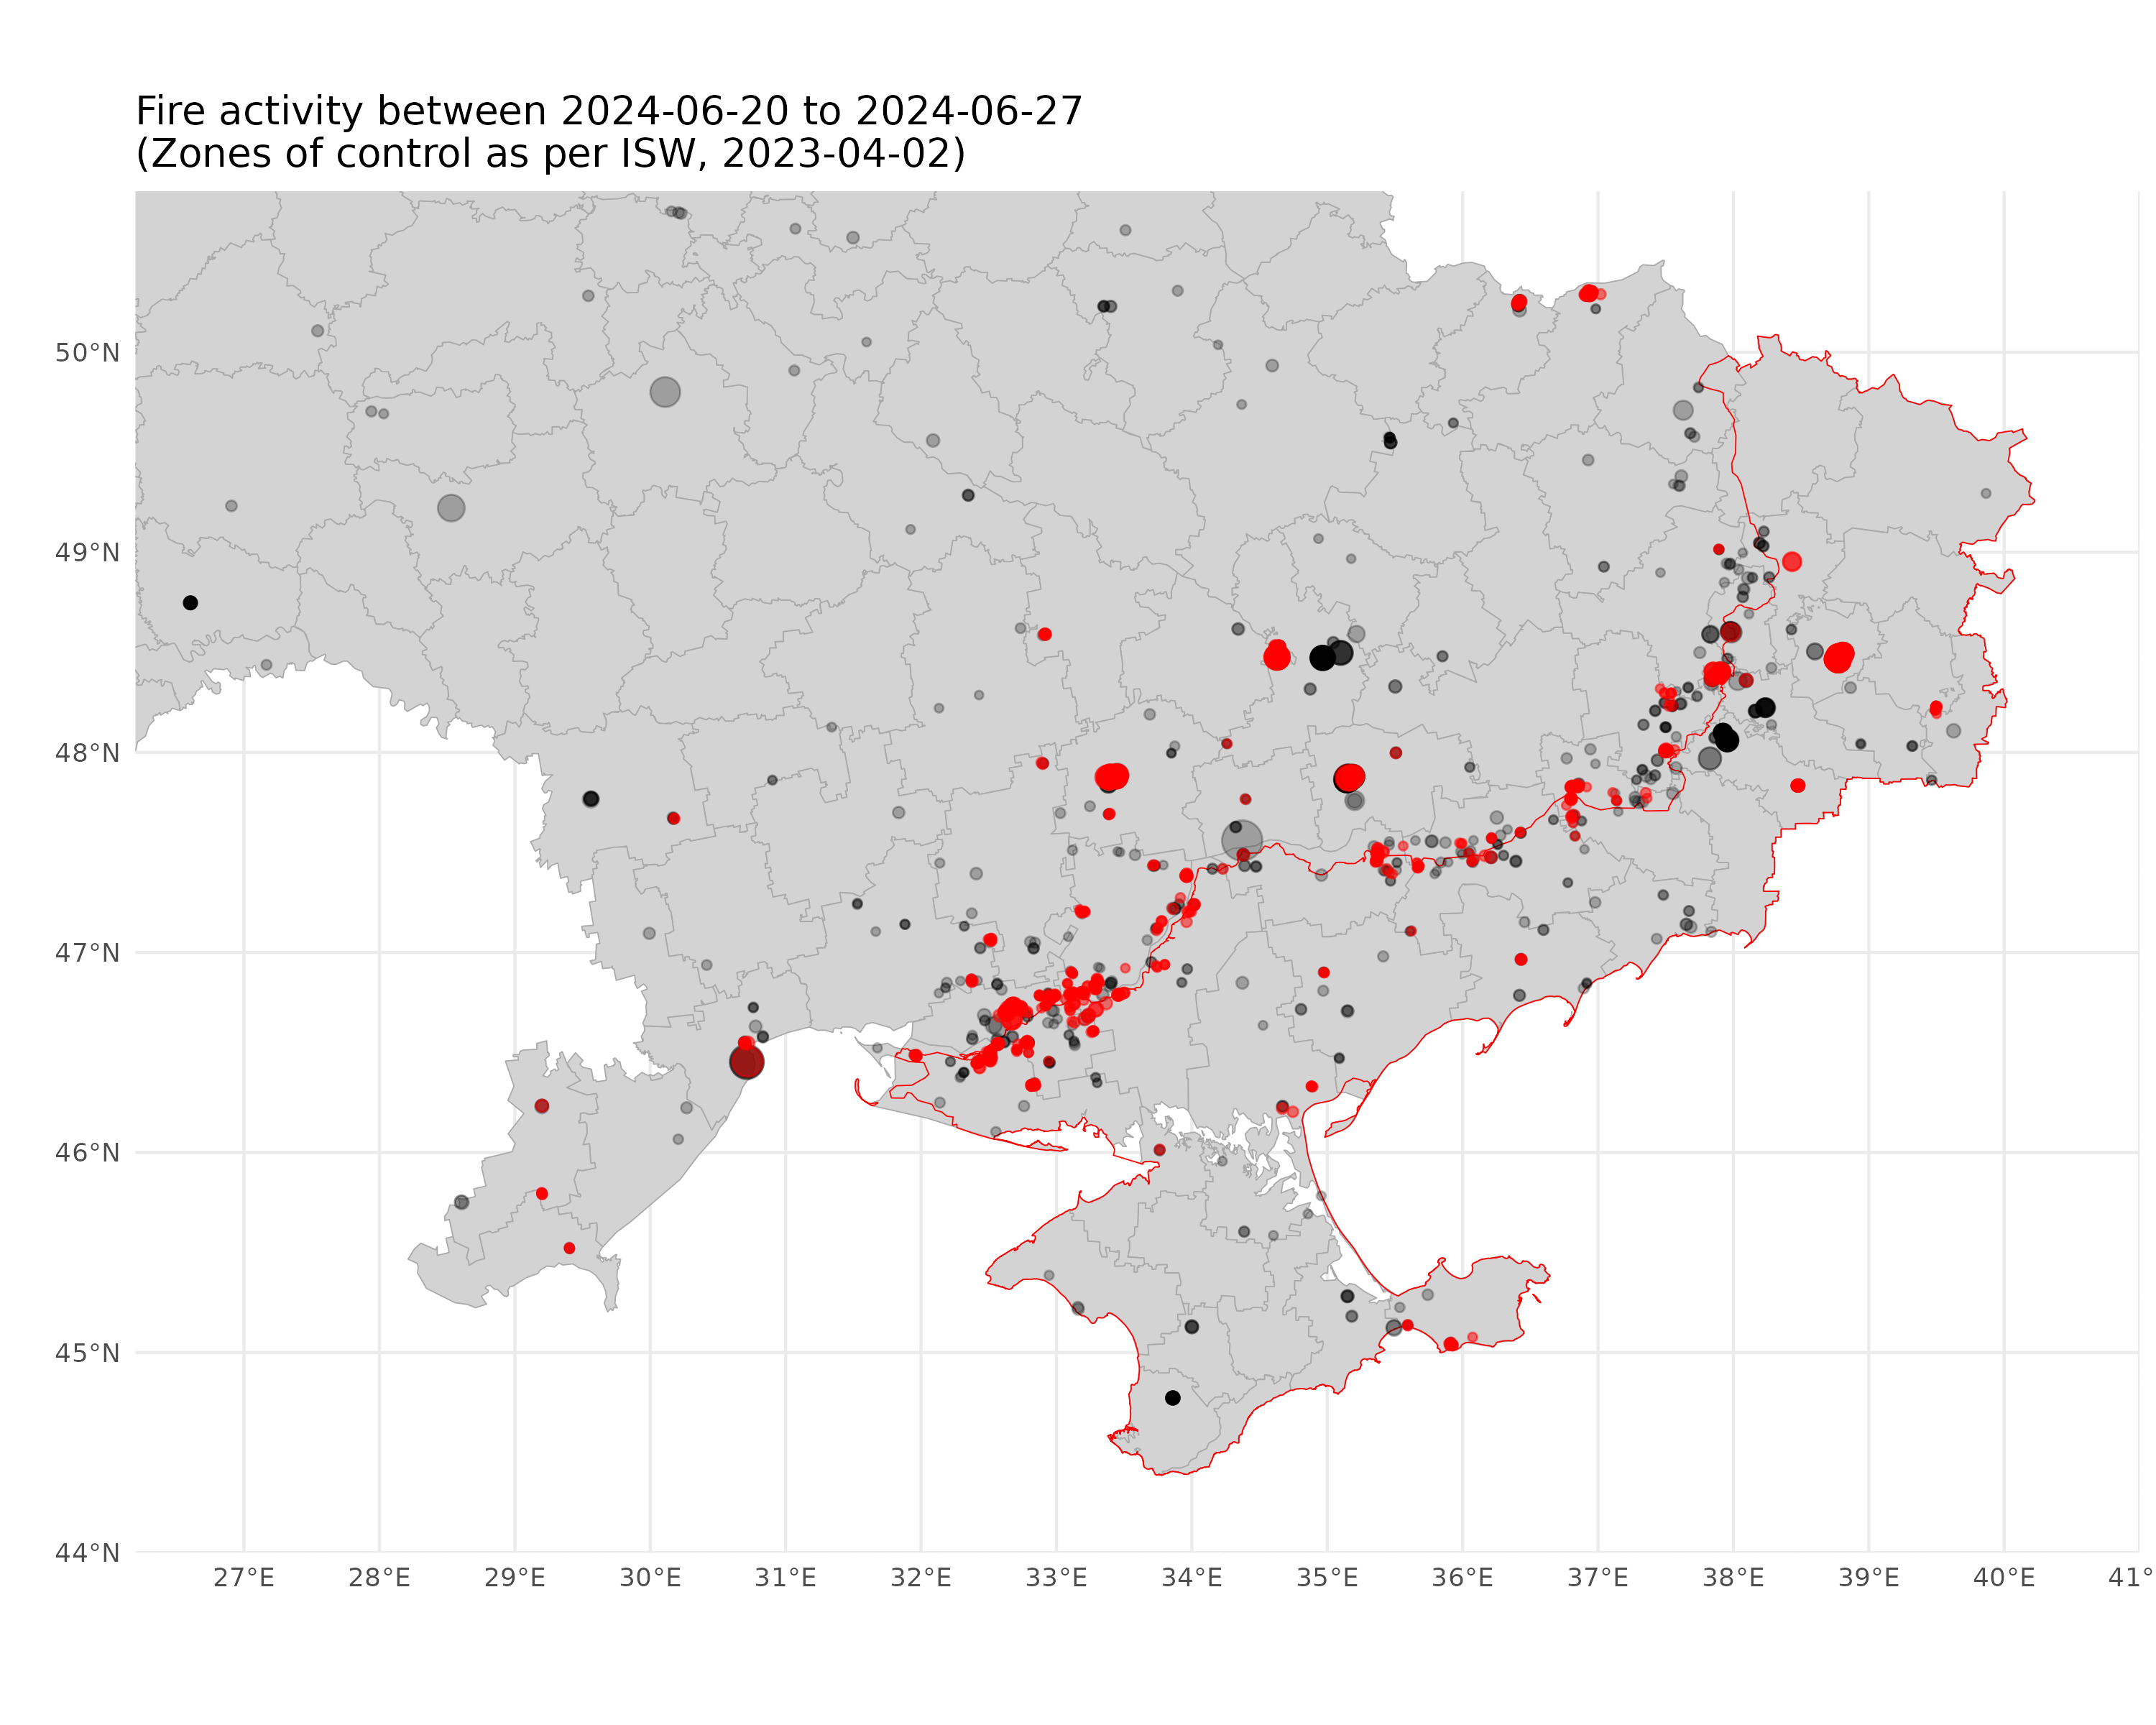 Fire activity between 2024-06-20 to 2024-06-27
(Zones of control as per ISW, 2023-04-02)
50°N
49°N
48°N
47°N
46°N
45°N
44°N
27°E 28°E 29°E 30°E 31°E 32°E 33°E 34°E 35°E 36°E 37°E 38°E 39°E 40°E 41°